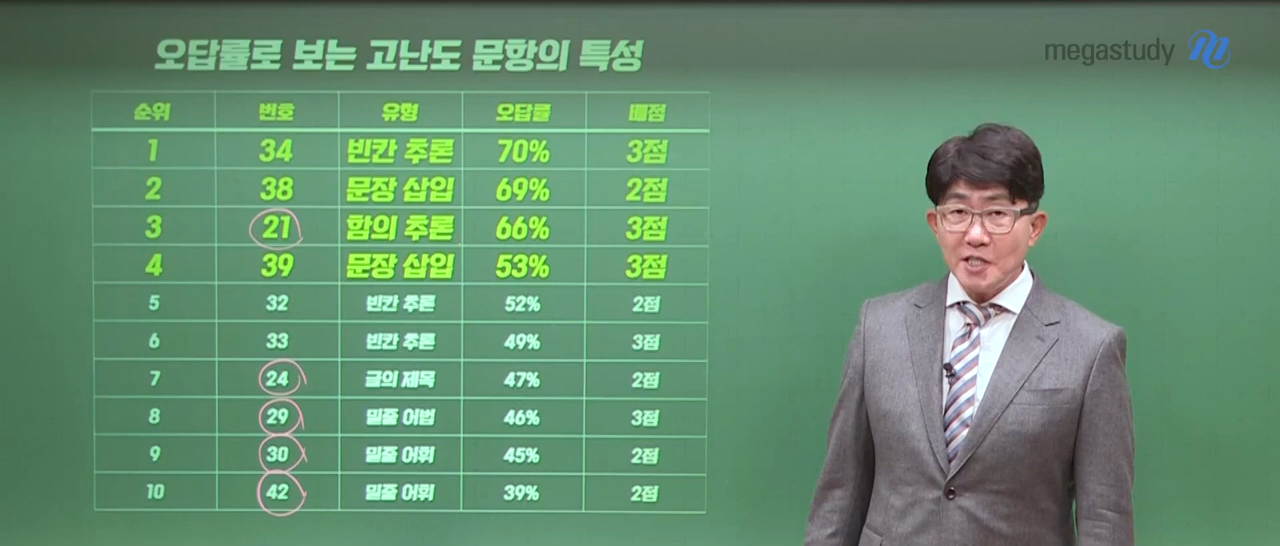 오답률로 보는 고난도 문항의 특성
megastudy
순위 번호 유형 오답률 배점
1 34 빈칸 추론 70% 3점
2 38 문장 삽입 69% 2점
3 21 함의 추론 66% 3점
4 39 문장 삽입 53% 3점
5 32 빈칸 추론 52% 2점
6 33 빈칸 추론 49% 3점
7 24 글의 제목 47% 2점
8 29 밑줄 어법 46% 3점
9 30 밑줄 어휘 45% 2점
10 42 밑줄 어휘 39% 2점